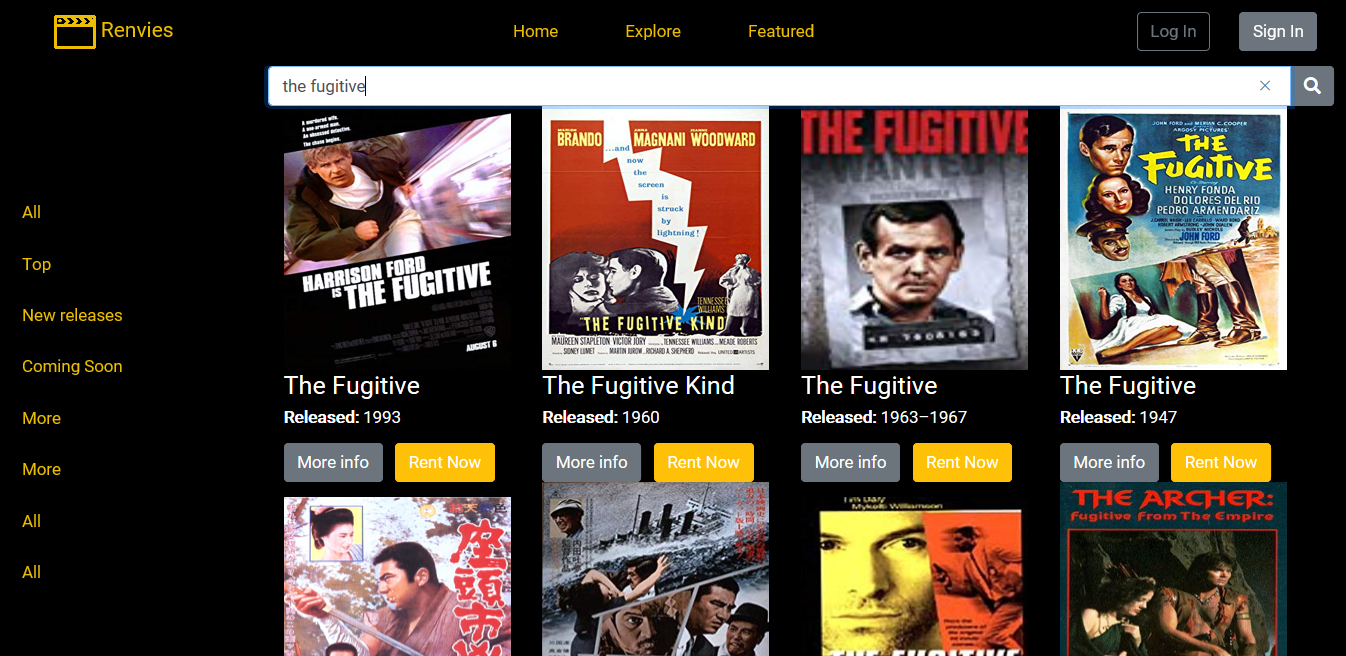 Renvies
Home
Explore
Featured
Log In
Sign In
the fugitive
All
Top
New releases
Coming Soon
More
More
All
All
A murdered wife.
A one-armed man.
An obsessed detective.
The chase begins.
HARRISON FORD
IS THE FUGITIVE
AUGUST 6
The Fugitive
Released: 1993
More info
Rent Now
BRANDO
MAGNANI
WOODWARD
...and
now
the
screen
is
struck
by
lightning!
TENNESSEE
WILLIAMS'
"THE FUGITIVE KIND"
MAUREEN STAPLETON VICTOR JORY
TENNESSEE WILLIAMS MEADE ROBERTS
SIDNEY LUMET MARTIN JUROW RICHARD A. SHEPHERD
UNITED ARTISTS
The Fugitive Kind
Released: 1960
More info
Rent Now
THE FUGITIVE
WANTED
The Fugitive
Released: 1963–1967
More info
Rent Now
JOHN FORD and MERIAN C. COOPER
ARGOSY PICTURES'
THE
FUGITIVE
HENRY FONDA
DOLORES DEL RIO
PEDRO ARMENDARIZ
JOHN FORD
The Fugitive
Released: 1947
More info
Rent Now
座頭市
Tim Daly
Mykelti Williamson
THE FUGITIVE
THE ARCHER:
Fugitive From The Empire